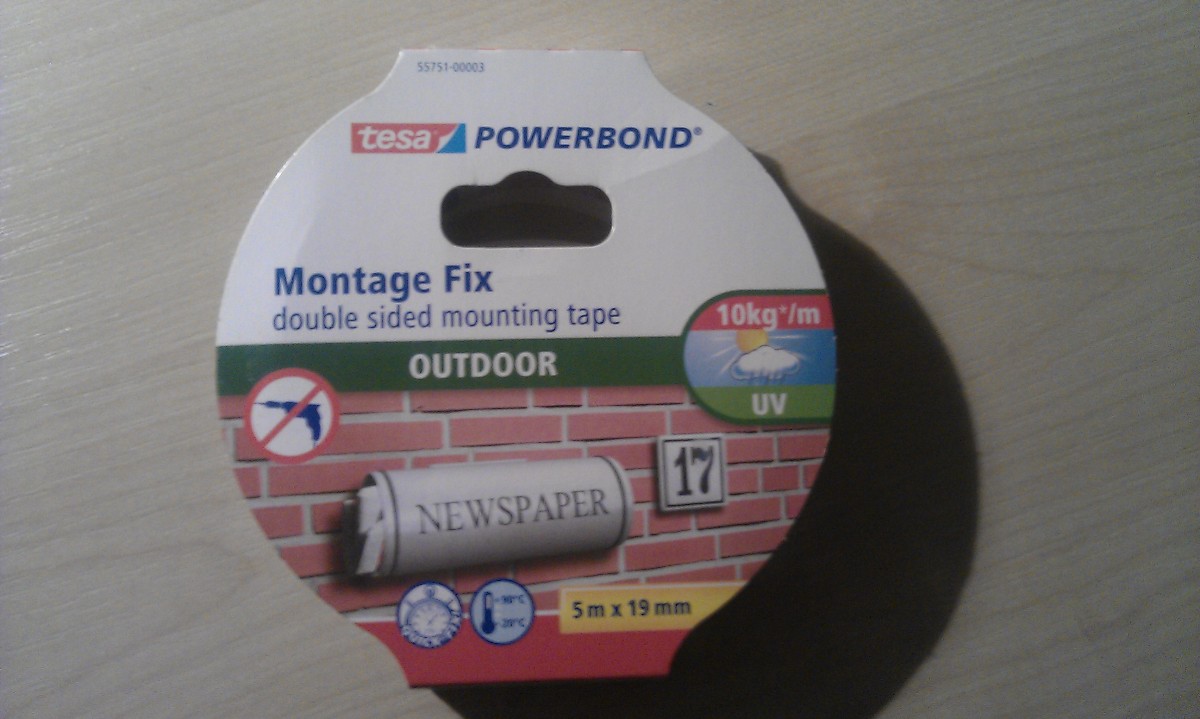 55751-00003
tesa POWERBOND®
Montage Fix
double sided mounting tape
10kg*/m
OUTDOOR
UV
17
NEWSPAPER
5 m x 19 mm